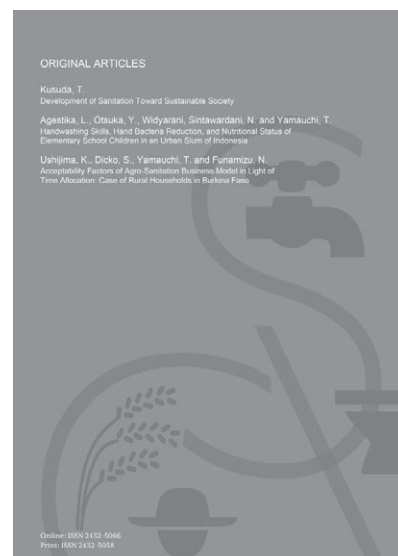 ORIGINAL ARTICLES
Kusuda, T.
Development of Sanitation Toward Sustainable Society
Agestika, L., Otsuka, Y., Widyarani, Sintawardani, N. and Yamauchi, T.
Handwashing Skills, Hand Bacteria Reduction, and Nutritional Status of
Elementary School Children in an Urban Slum of Indonesia
Ushijima, K., Dicko, S., Yamauchi, T. and Funamizu, N.
Acceptability Factors of Agro-Sanitation Business Model in Light of
Time Allocation: Case of Rural Households in Burkina Faso
Online: ISSN 2432-5066
Print: ISSN 2432-5058